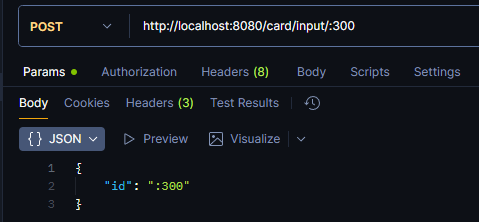 POST http://localhost:8080/card/input/:300
Params Authorization Headers (8) Body Scripts Settings
Body Cookies Headers (3) Test Results
{} JSON Preview Visualize
1 {
2 "id": ":300"
3 }